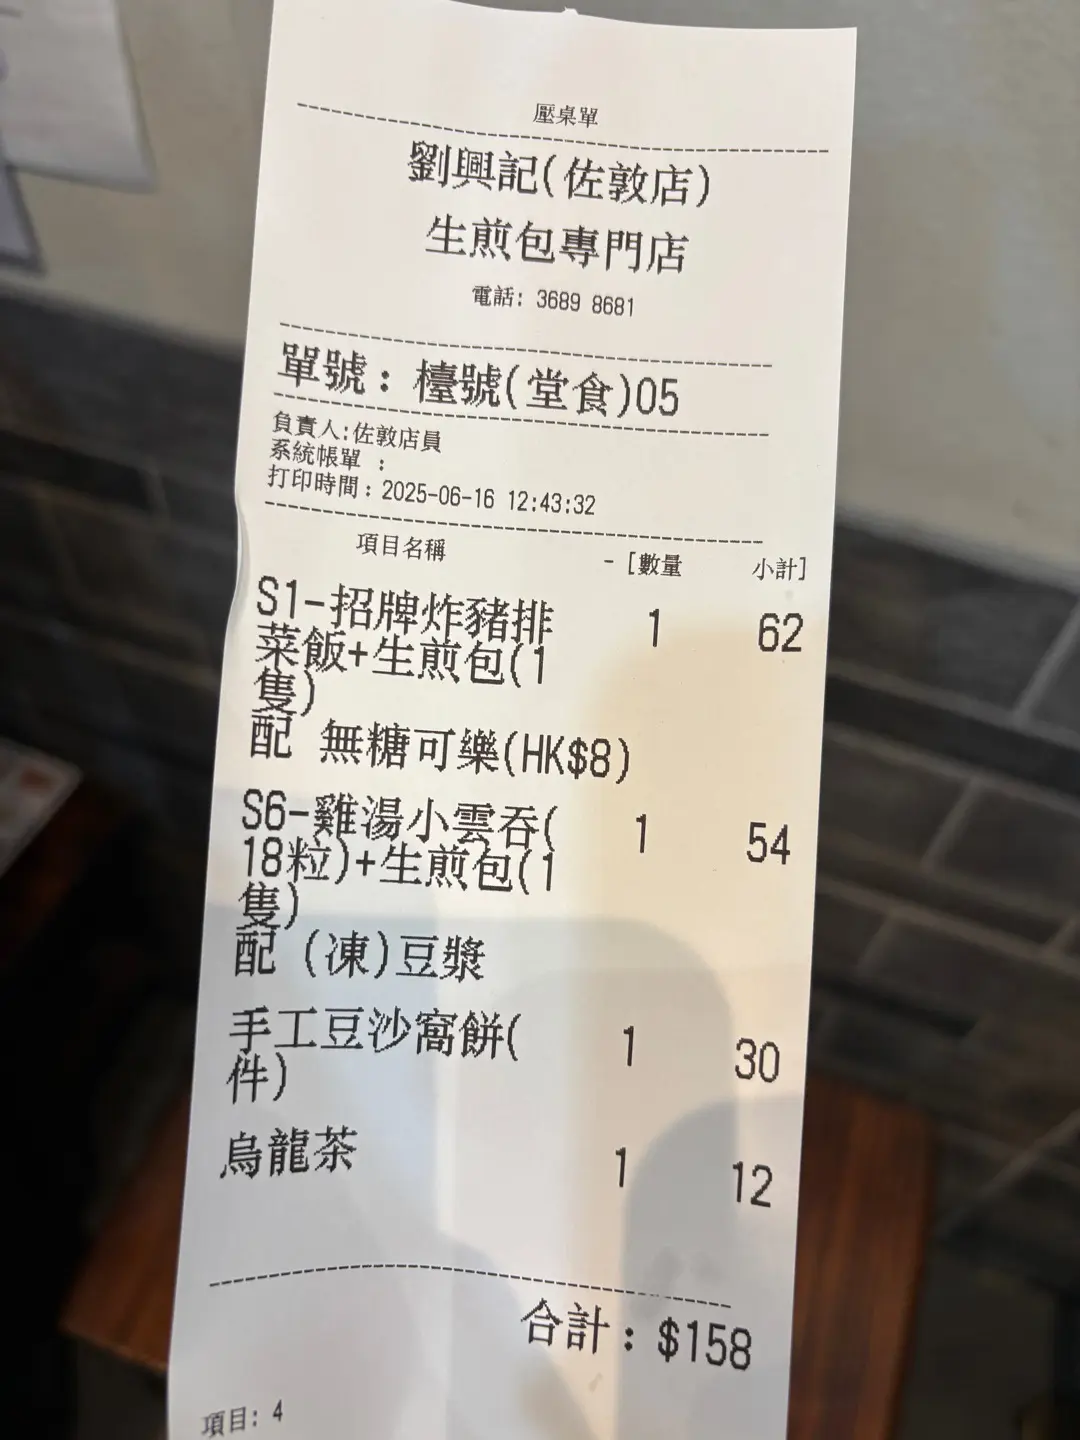 壓桌單
劉興記(佐敦店)
生煎包專門店
電話: 3689 8681
單號: 檯號(堂食)05
負責人:佐敦店員
系統帳單 :
打印時間: 2025-06-16 12:43:32
項目名稱 - [數量 小計]
S1-招牌炸豬排 1 62
菜飯+生煎包(1
隻)
配 無糖可樂(HK$8)
S6-雞湯小雲吞( 1 54
18粒)+生煎包(1
隻)
配 (凍)豆漿
手工豆沙窩餅( 1 30
件)
烏龍茶 1 12
合計: $158
項目: 4